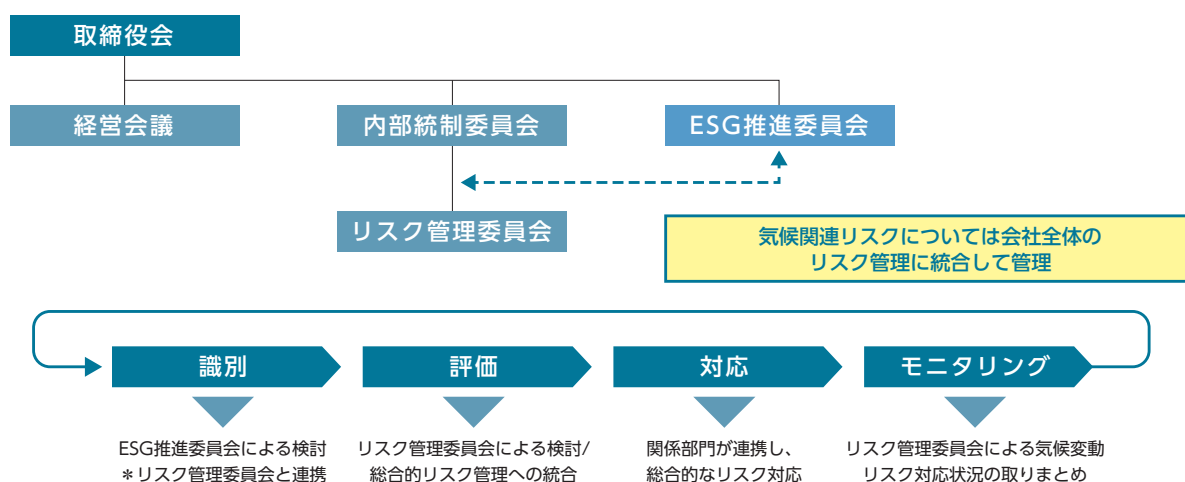 取締役会
経営会議
内部統制委員会
ESG推進委員会
リスク管理委員会
気候関連リスクについては会社全体の
リスク管理に統合して管理
識別
評価
対応
モニタリング
ESG推進委員会による検討
＊リスク管理委員会と連携
リスク管理委員会による検討/
総合的リスク管理への統合
関係部門が連携し、
総合的なリスク対応
リスク管理委員会による気候変動
リスク対応状況の取りまとめ